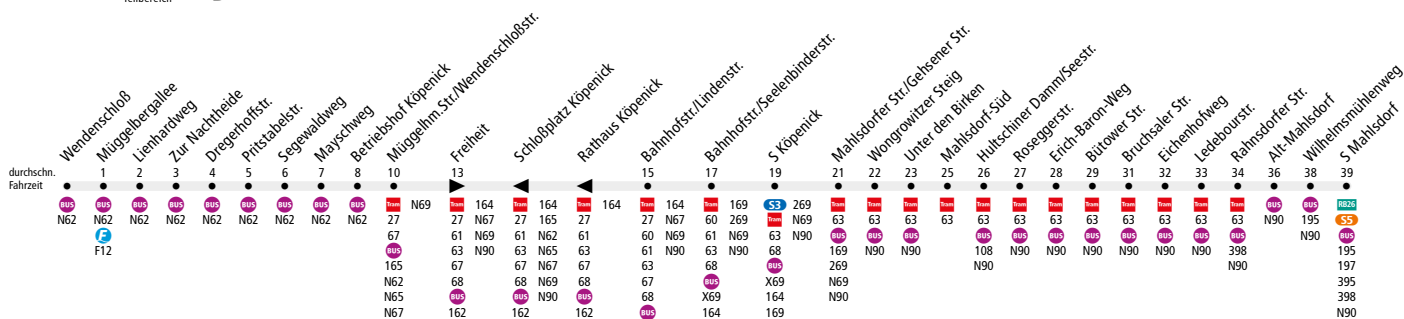 Teilbereich
Wendenschloß
Müggelbergallee
Lienhardweg
Zur Nachtheide
Dregerhoffstr.
Pritstabelstr.
Segewaldweg
Mayschweg
Betriebshof Köpenick
Müggelhm.Str./Wendenschloßstr.
Freiheit
Schloßplatz Köpenick
Rathaus Köpenick
Bahnhofstr./Lindenstr.
Bahnhofstr./Seelenbinderstr.
S Köpenick
Mahlsdorfer Str./Gehsener Str.
Wongrowitzer Steig
Unter den Birken
Mahlsdorf-Süd
Hultschiner Damm/Seestr.
Roseggerstr.
Erich-Baron-Weg
Bütower Str.
Bruchsaler Str.
Eichenhofweg
Ledebourstr.
Rahnsdorfer Str.
Alt-Mahlsdorf
Wilhelmsmühlenweg
S Mahlsdorf
durchschn. 1 2 3 4 5 6 7 8 10 13 15 17 19 21 22 23 25 26 27 28 29 31 32 33 34 36 38 39
Fahrzeit
BUS BUS BUS BUS BUS BUS BUS BUS BUS Tram N69 Tram 164 Tram 164 Tram 164 Tram 164 Tram 169 S3 269 Tram Tram Tram Tram Tram Tram Tram Tram Tram Tram Tram Tram BUS BUS RB26
N62 N62 N62 N62 N62 N62 N62 N62 N62 27 27 N67 27 165 27 27 N67 60 269 Tram N69 63 63 63 63 63 63 63 63 63 63 63 63 N90 195 S5
F 67 61 N69 61 N62 61 60 N69 61 N69 63 N90 BUS BUS BUS BUS BUS BUS BUS BUS BUS BUS BUS N90 BUS
F12 BUS 63 N90 63 N65 63 61 N90 63 N90 68 169 N90 N90 108 N90 N90 N90 N90 N90 N90 398 195
165 67 67 N67 67 63 68 BUS 269 N90 N90 197
N62 68 68 N69 68 67 BUS X69 N69 395
N65 BUS BUS N90 BUS 68 X69 164 N90 398
N67 162 162 162 BUS 164 169 N90